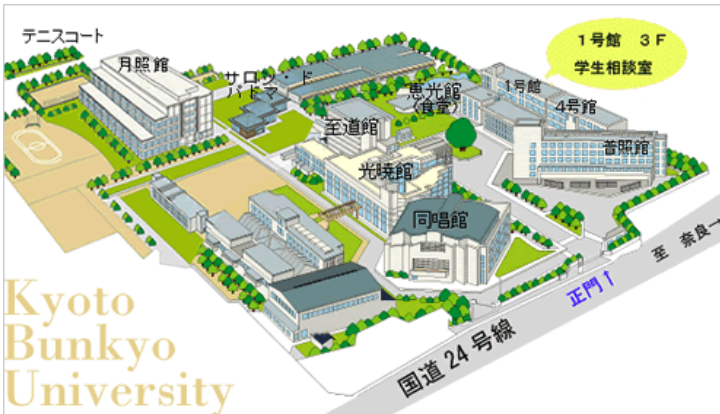 テニスコート
月照館
サロン・ド
パドマ
至道館
恵光館
(食堂)
1号館 3F
学生相談室
1号館
4号館
普照館
光暁館
同唱館
Kyoto
Bunkyo
University
国道24号線
正門↑
至 奈良→